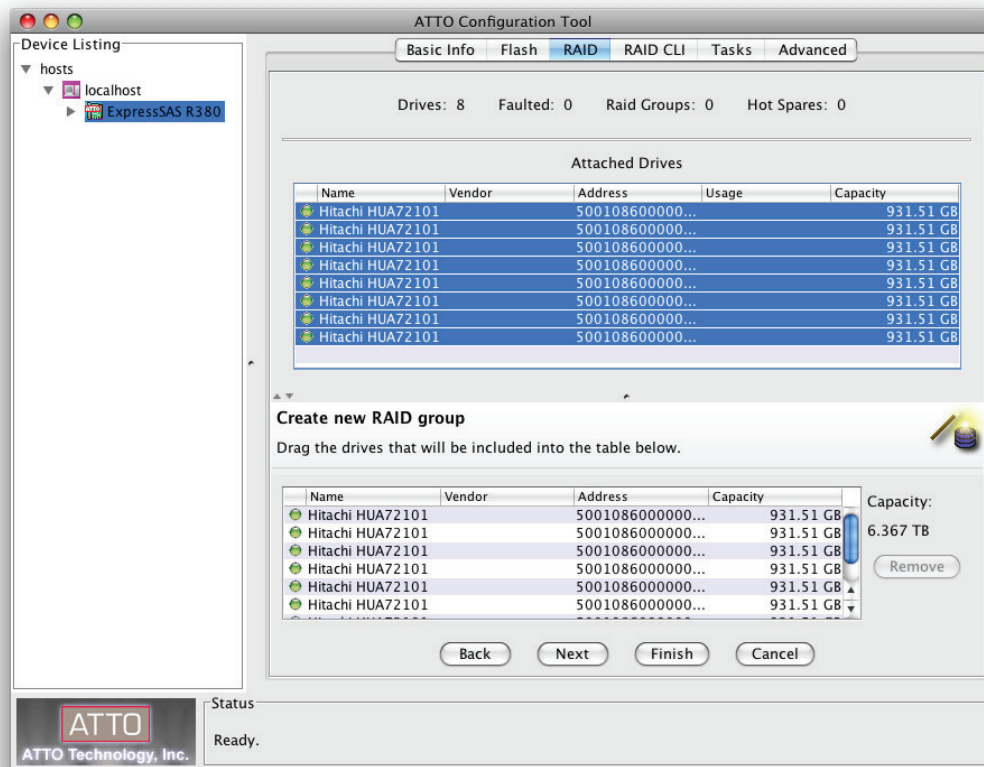 ATTO Configuration Tool
Device Listing
hosts
localhost
ExpressSAS R380
Basic Info Flash RAID RAID CLI Tasks Advanced
Drives: 8 Faulted: 0 Raid Groups: 0 Hot Spares: 0
Attached Drives
Name Vendor Address Usage Capacity
Hitachi HUA72101 500108600000... 931.51 GB
Hitachi HUA72101 500108600000... 931.51 GB
Hitachi HUA72101 500108600000... 931.51 GB
Hitachi HUA72101 500108600000... 931.51 GB
Hitachi HUA72101 500108600000... 931.51 GB
Hitachi HUA72101 500108600000... 931.51 GB
Hitachi HUA72101 500108600000... 931.51 GB
Hitachi HUA72101 500108600000... 931.51 GB
Create new RAID group
Drag the drives that will be included into the table below.
Name Vendor Address Capacity
Hitachi HUA72101 5001086000000... 931.51 GB
Hitachi HUA72101 5001086000000... 931.51 GB
Hitachi HUA72101 5001086000000... 931.51 GB
Hitachi HUA72101 5001086000000... 931.51 GB
Hitachi HUA72101 5001086000000... 931.51 GB
Hitachi HUA72101 5001086000000... 931.51 GB
Capacity:
6.367 TB
Remove
Back Next Finish Cancel
Status
Ready.
ATTO
ATTO Technology, Inc.